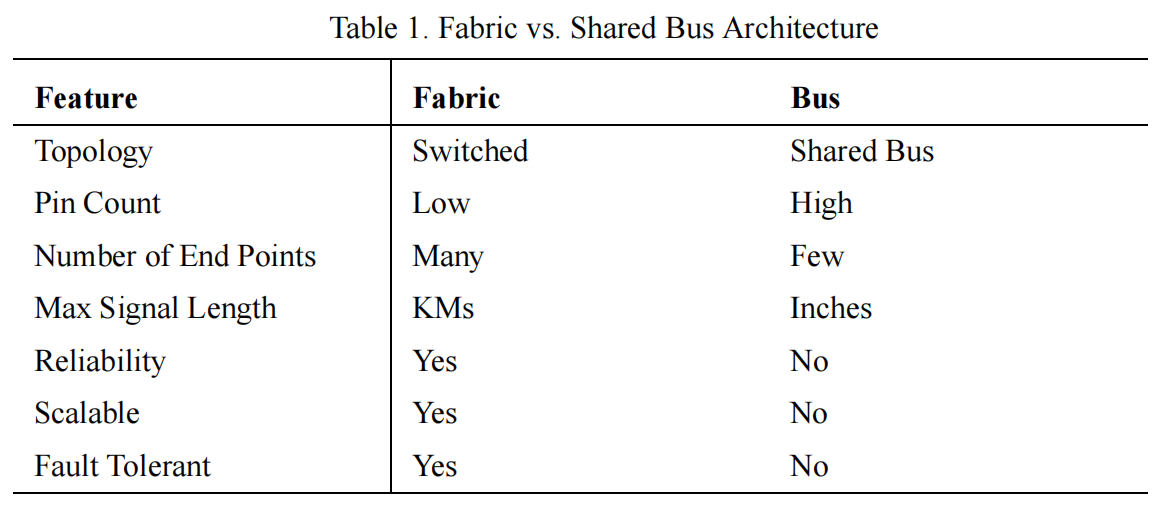 Table 1. Fabric vs. Shared Bus Architecture
Feature Fabric Bus
Topology Switched Shared Bus
Pin Count Low High
Number of End Points Many Few
Max Signal Length KMs Inches
Reliability Yes No
Scalable Yes No
Fault Tolerant Yes No